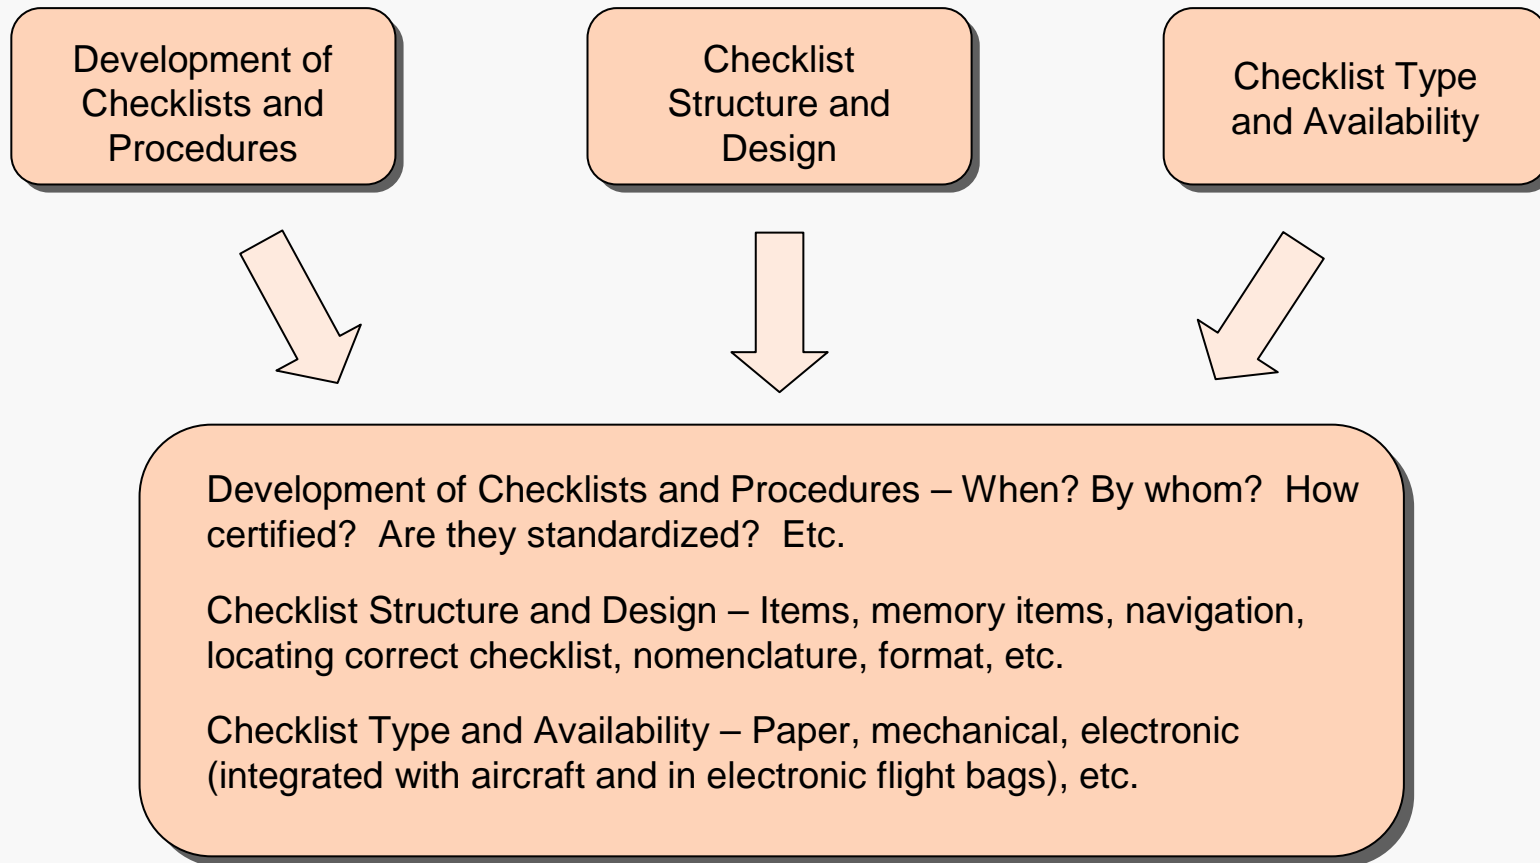 Development of
Checklists and
Procedures
Checklist
Structure and
Design
Checklist Type
and Availability
Development of Checklists and Procedures – When? By whom?  How
certified?  Are they standardized?  Etc.
Checklist Structure and Design – Items, memory items, navigation,
locating correct checklist, nomenclature, format, etc.
Checklist Type and Availability – Paper, mechanical, electronic
(integrated with aircraft and in electronic flight bags), etc.